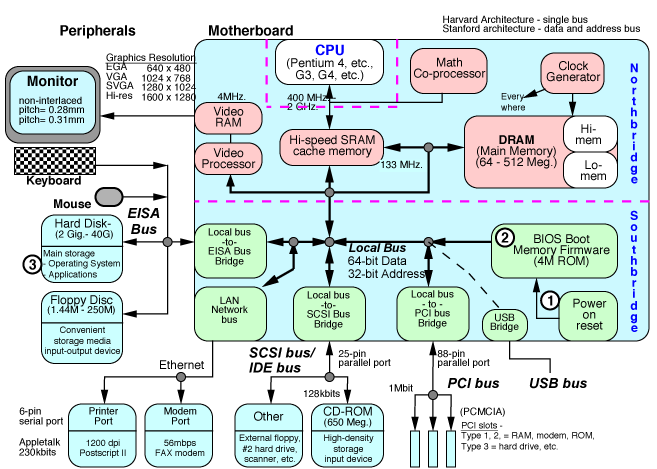 Harvard Architecture - single bus
Stanford architecture - data and address bus
Peripherals
Motherboard
Graphics Resolution
EGA 640 x 480
VGA 1024 x 768
SVGA 1280 x 1024
Hi-res 1600 x 1280
Monitor
non-interlaced
pitch= 0.28mm
pitch= 0.31mm
Keyboard
Mouse
EISA
Bus
Hard Disk-
(2 Gig.- 40G)
Main storage
- Operating System
- Applications
3
Floppy Disc
(1.44M - 250M)
Convenient
storage media
input-output device
CPU
(Pentium 4, etc.,
G3, G4, etc.)
400 MHz.
2 GHz.
Math
Co-processor
Clock
Generator
Every
where
4MHz.
Video
RAM
Video
Processor
Hi-speed SRAM
cache memory
133 MHz.
DRAM
(Main Memory)
(64 - 512 Meg.)
Hi-
mem
Lo-
mem
Northbridge
Southbridge
Local bus
-to-
EISA Bus
Bridge
Local Bus
64-bit Data
32-bit Address
2
BIOS Boot
Memory Firmware
(4M ROM)
1
Power
on
reset
LAN
Network
bus
Local bus
-to-
SCSI Bus
Bridge
Local bus
- to -
PCI bus
Bridge
USB
Bridge
Ethernet
SCSI bus/
IDE bus
25-pin
parallel port
88-pin
parallel port
PCI bus
USB bus
128kbits
1Mbit
6-pin
serial port
Appletalk
230kbits
Printer
Port
1200 dpi
Postscript II
Modem
Port
56mbps
FAX modem
Other
External floppy,
#2 hard drive,
scanner, etc.
CD-ROM
(650 Meg.)
High-density
storage
input device
(PCMCIA)
PCI slots -
Type 1, 2, = RAM, modem, ROM,
Type 3 = hard drive, etc.